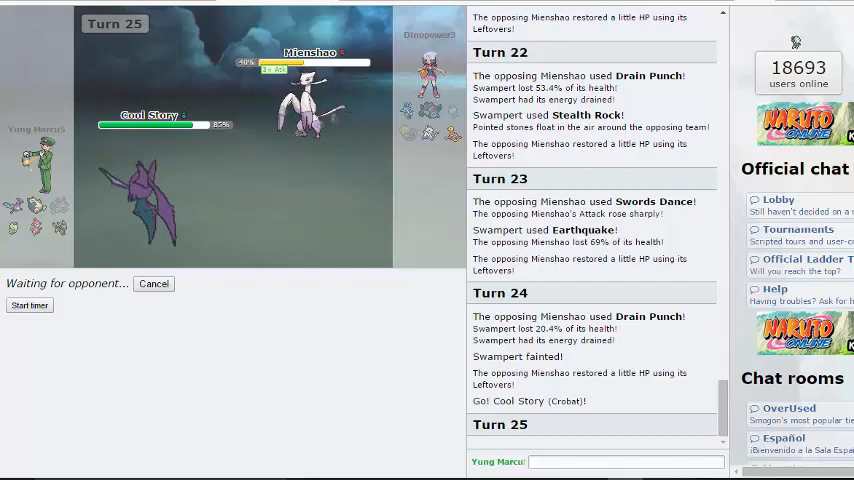 Turn 25
Mienshao
40%
3× Atk
Cool Story
85%
Dinopower3
Yung Marcus
Waiting for opponent... Cancel
Start timer
The opposing Mienshao restored a little HP using its
Leftovers!
Turn 22
The opposing Mienshao used Drain Punch!
Swampert lost 53.4% of its health!
Swampert had its energy drained!
Swampert used Stealth Rock!
Pointed stones float in the air around the opposing team!
The opposing Mienshao restored a little HP using its
Leftovers!
Turn 23
The opposing Mienshao used Swords Dance!
The opposing Mienshao's Attack rose sharply!
Swampert used Earthquake!
The opposing Mienshao lost 69% of its health!
The opposing Mienshao restored a little HP using its
Leftovers!
Turn 24
The opposing Mienshao used Drain Punch!
Swampert lost 20.4% of its health!
Swampert had its energy drained!
Swampert fainted!
The opposing Mienshao restored a little HP using its
Leftovers!
Go! Cool Story (Crobat)!
Turn 25
Yung Marcu:
18693
users online
NARUTO
ONLINE
Official chat
Lobby
Still haven't decided on a
Tournaments
Scripted tours and user-c
Official Ladder T
Will you reach the top?
Help
Having troubles? Ask for h
NARUTO
ONLINE
Chat rooms
OverUsed
Smogon's most popular tie
Español
¡Bienvenido a la Sala Espa